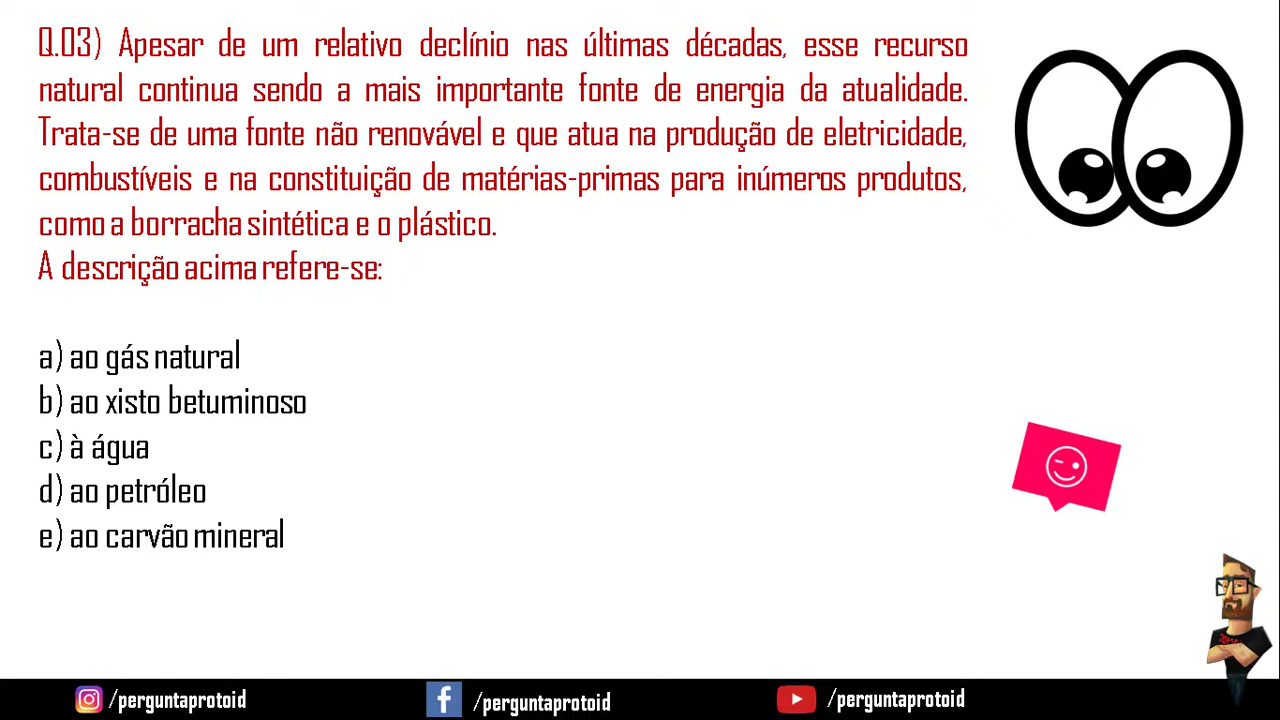 Q.03) Apesar de um relativo declínio nas últimas décadas, esse recurso
natural continua sendo a mais importante fonte de energia da atualidade.
Trata-se de uma fonte não renovável e que atua na produção de eletricidade,
combustíveis e na constituição de matérias-primas para inúmeros produtos,
como a borracha sintética e o plástico.
A descrição acima refere-se:
a) ao gás natural
b) ao xisto betuminoso
c) à água
d) ao petróleo
e) ao carvão mineral
/perguntaprotoid
/perguntaprotoid
/perguntaprotoid